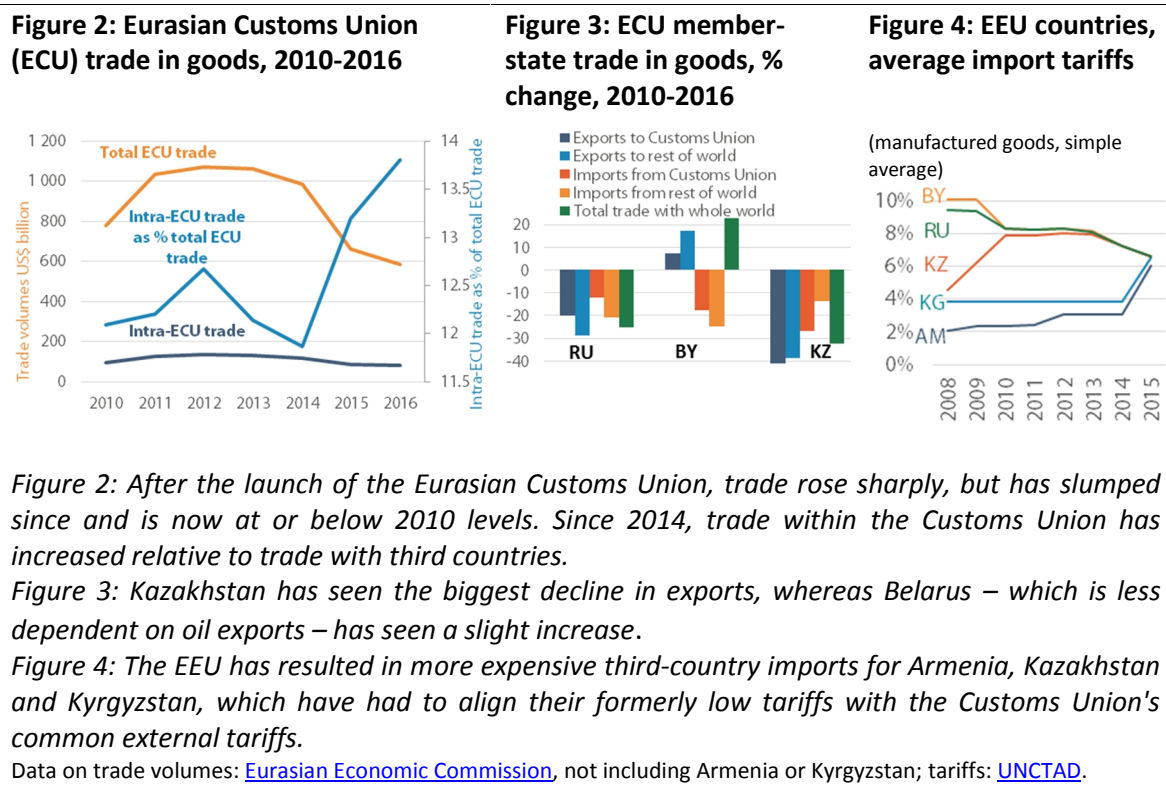 Figure 2: Eurasian Customs Union
(ECU) trade in goods, 2010-2016
Figure 3: ECU member-
state trade in goods, %
change, 2010-2016
Figure 4: EEU countries,
average import tariffs
1 200
1 000
800
600
400
200
0
Trade volumes US$ billion
Total ECU trade
Intra-ECU trade
as % total ECU
trade
Intra-ECU trade
14
13.5
13
12.5
12
11.5
Intra-ECU trade as % of total ECU trade
2010 2011 2012 2013 2014 2015 2016
Exports to Customs Union
Exports to rest of world
Imports from Customs Union
Imports from rest of world
Total trade with whole world
20
10
0
-10
-20
-30
-40
RU BY KZ
(manufactured goods, simple
average)
10%
8%
6%
4%
2%
0%
BY
RU
KZ
KG
AM
2008 2009 2010 2011 2012 2013 2014 2015
Figure 2: After the launch of the Eurasian Customs Union, trade rose sharply, but has slumped
since and is now at or below 2010 levels. Since 2014, trade within the Customs Union has
increased relative to trade with third countries.
Figure 3: Kazakhstan has seen the biggest decline in exports, whereas Belarus – which is less
dependent on oil exports – has seen a slight increase.
Figure 4: The EEU has resulted in more expensive third-country imports for Armenia, Kazakhstan
and Kyrgyzstan, which have had to align their formerly low tariffs with the Customs Union's
common external tariffs.
Data on trade volumes: Eurasian Economic Commission, not including Armenia or Kyrgyzstan; tariffs: UNCTAD.